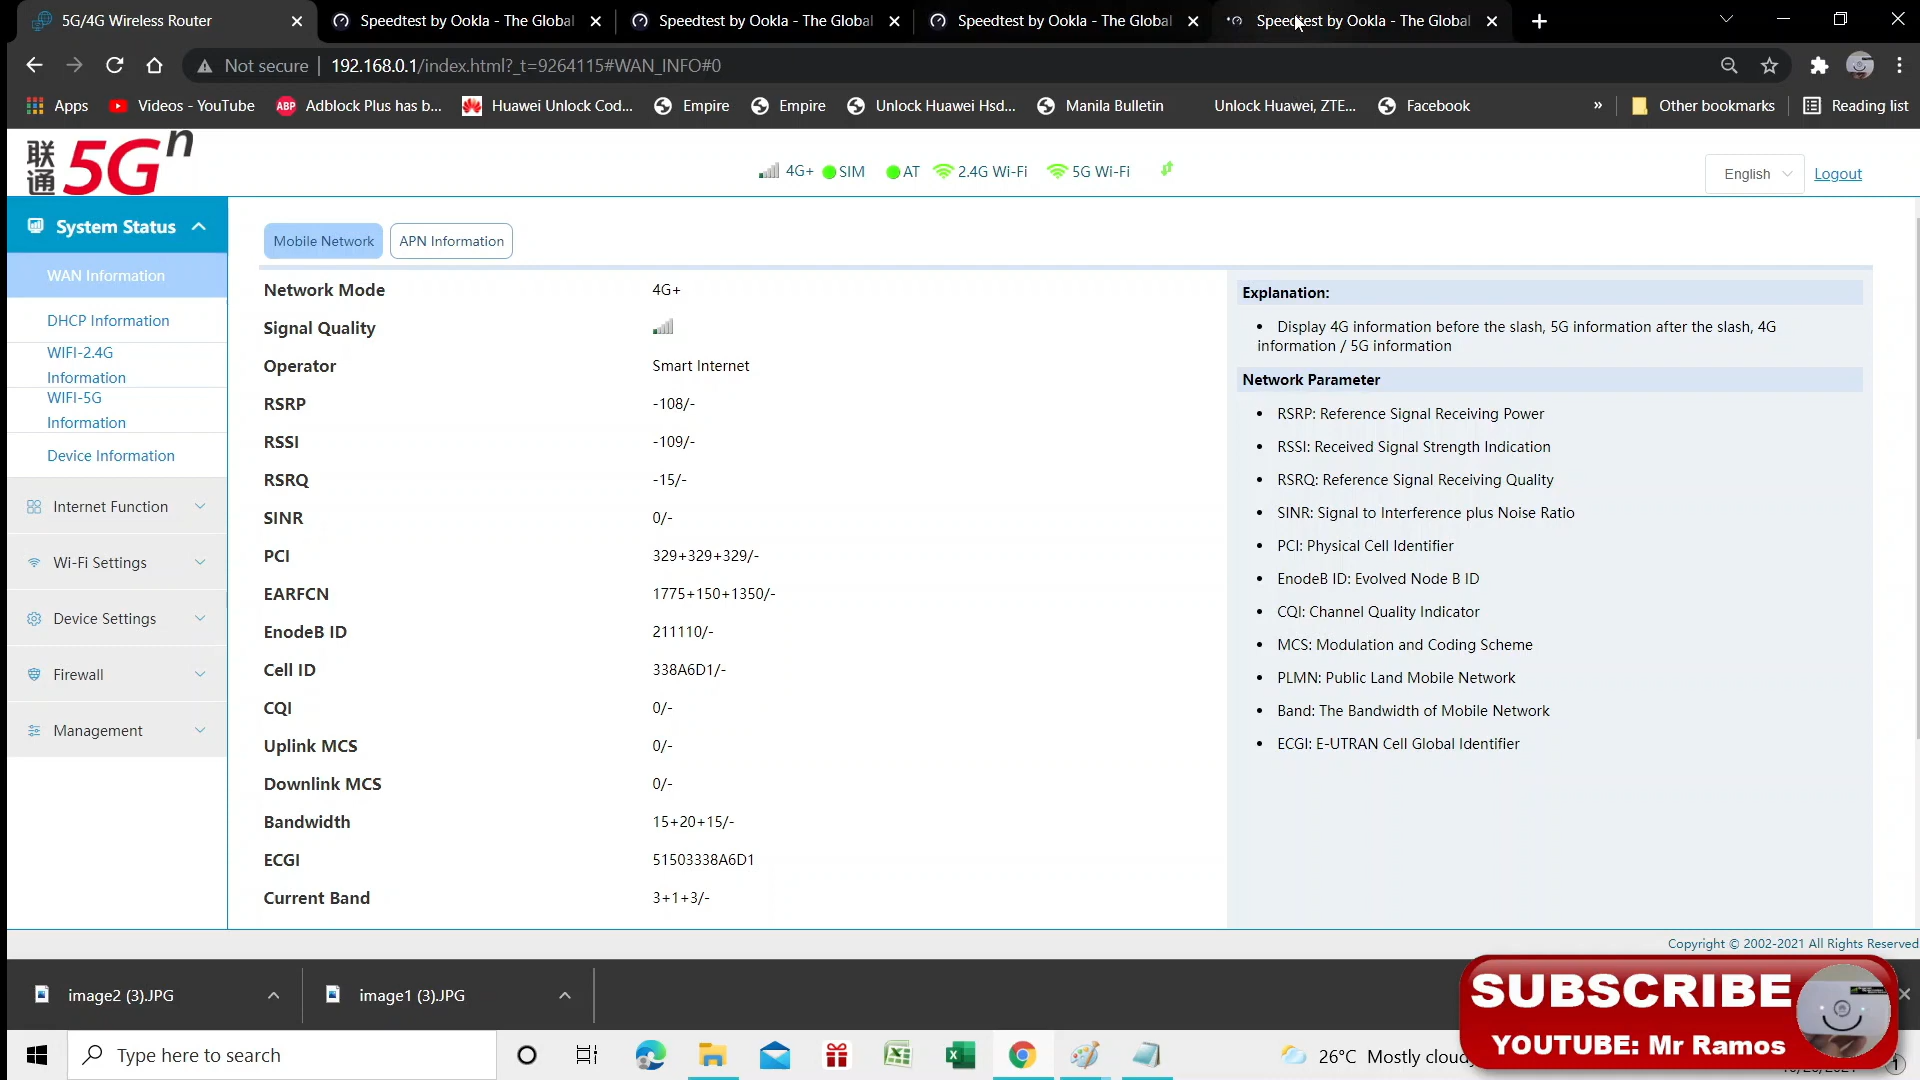 5G/4G Wireless Router
Speedtest by Ookla - The Global
Speedtest by Ookla - The Global
Speedtest by Ookla - The Global
Speedtest by Ookla - The Global
Not secure
192.168.0.1/index.html?_t=9264115#WAN_INFO#0
Apps
Videos - YouTube
ABP
Adblock Plus has b...
Huawei Unlock Cod...
Empire
Empire
Unlock Huawei Hsd...
Manila Bulletin
Unlock Huawei, ZTE...
Facebook
»
Other bookmarks
Reading list
联通 5Gn
4G+
SIM
AT
2.4G Wi-Fi
5G Wi-Fi
English
Logout
System Status
WAN Information
DHCP Information
WIFI-2.4G
Information
WIFI-5G
Information
Device Information
Internet Function
Wi-Fi Settings
Device Settings
Firewall
Management
Mobile Network
APN Information
Network Mode 4G+
Signal Quality
Operator Smart Internet
RSRP -108/-
RSSI -109/-
RSRQ -15/-
SINR 0/-
PCI 329+329+329/-
EARFCN 1775+150+1350/-
EnodeB ID 211110/-
Cell ID 338A6D1/-
CQI 0/-
Uplink MCS 0/-
Downlink MCS 0/-
Bandwidth 15+20+15/-
ECGI 51503338A6D1
Current Band 3+1+3/-
Explanation:
• Display 4G information before the slash, 5G information after the slash, 4G
information / 5G information
Network Parameter
• RSRP: Reference Signal Receiving Power
• RSSI: Received Signal Strength Indication
• RSRQ: Reference Signal Receiving Quality
• SINR: Signal to Interference plus Noise Ratio
• PCI: Physical Cell Identifier
• EnodeB ID: Evolved Node B ID
• CQI: Channel Quality Indicator
• MCS: Modulation and Coding Scheme
• PLMN: Public Land Mobile Network
• Band: The Bandwidth of Mobile Network
• ECGI: E-UTRAN Cell Global Identifier
Copyright © 2002-2021 All Rights Reserved
image2 (3).JPG
image1 (3).JPG
SUBSCRIBE
YOUTUBE: Mr Ramos
Type here to search
26°C Mostly cloudy
1